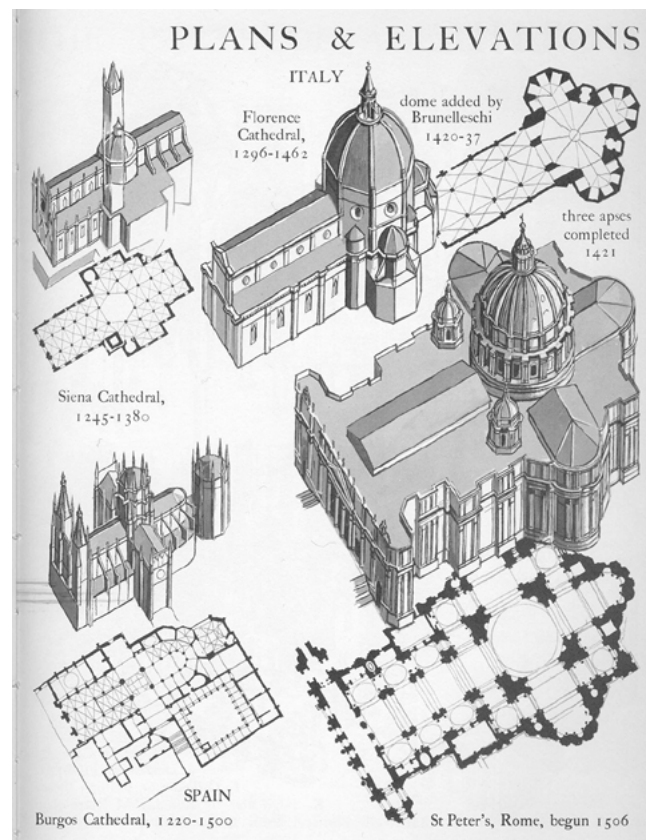 PLANS & ELEVATIONS
ITALY
Florence
Cathedral,
1296-1462
dome added by
Brunelleschi
1420-37
three apses
completed
1421
Siena Cathedral,
1245-1380
SPAIN
Burgos Cathedral, 1220-1500
St Peter's, Rome, begun 1506